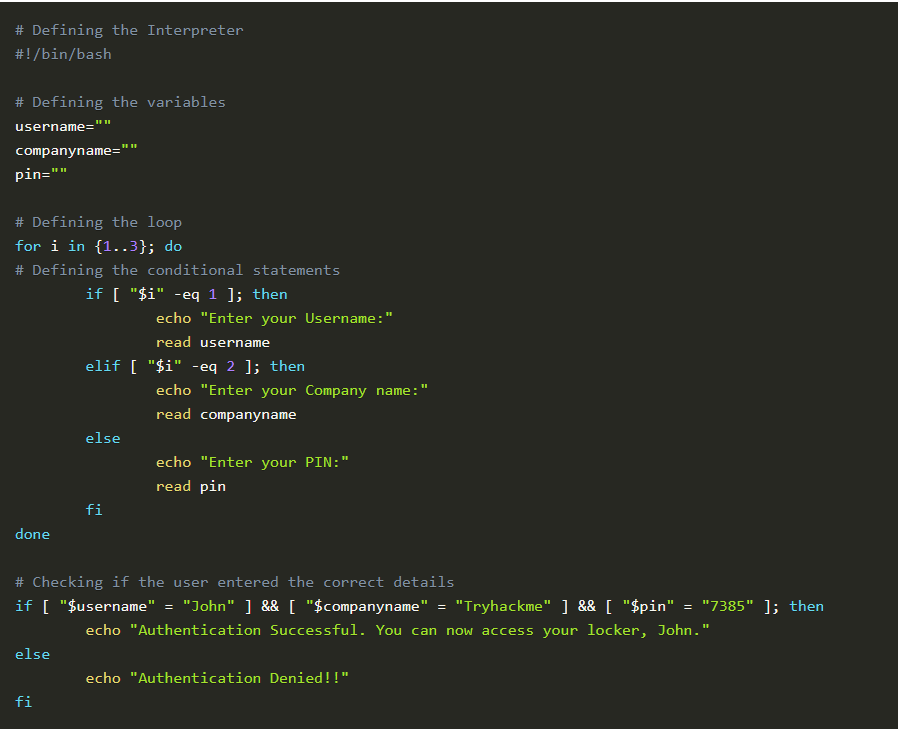 # Defining the Interpreter
#!/bin/bash

# Defining the variables
username=""
companyname=""
pin=""

# Defining the loop
for i in {1..3}; do
# Defining the conditional statements
        if [ "$i" -eq 1 ]; then
                echo "Enter your Username:"
                read username
        elif [ "$i" -eq 2 ]; then
                echo "Enter your Company name:"
                read companyname
        else
                echo "Enter your PIN:"
                read pin
        fi
done

# Checking if the user entered the correct details
if [ "$username" = "John" ] && [ "$companyname" = "Tryhackme" ] && [ "$pin" = "7385" ]; then
        echo "Authentication Successful. You can now access your locker, John."
else
        echo "Authentication Denied!!"
fi